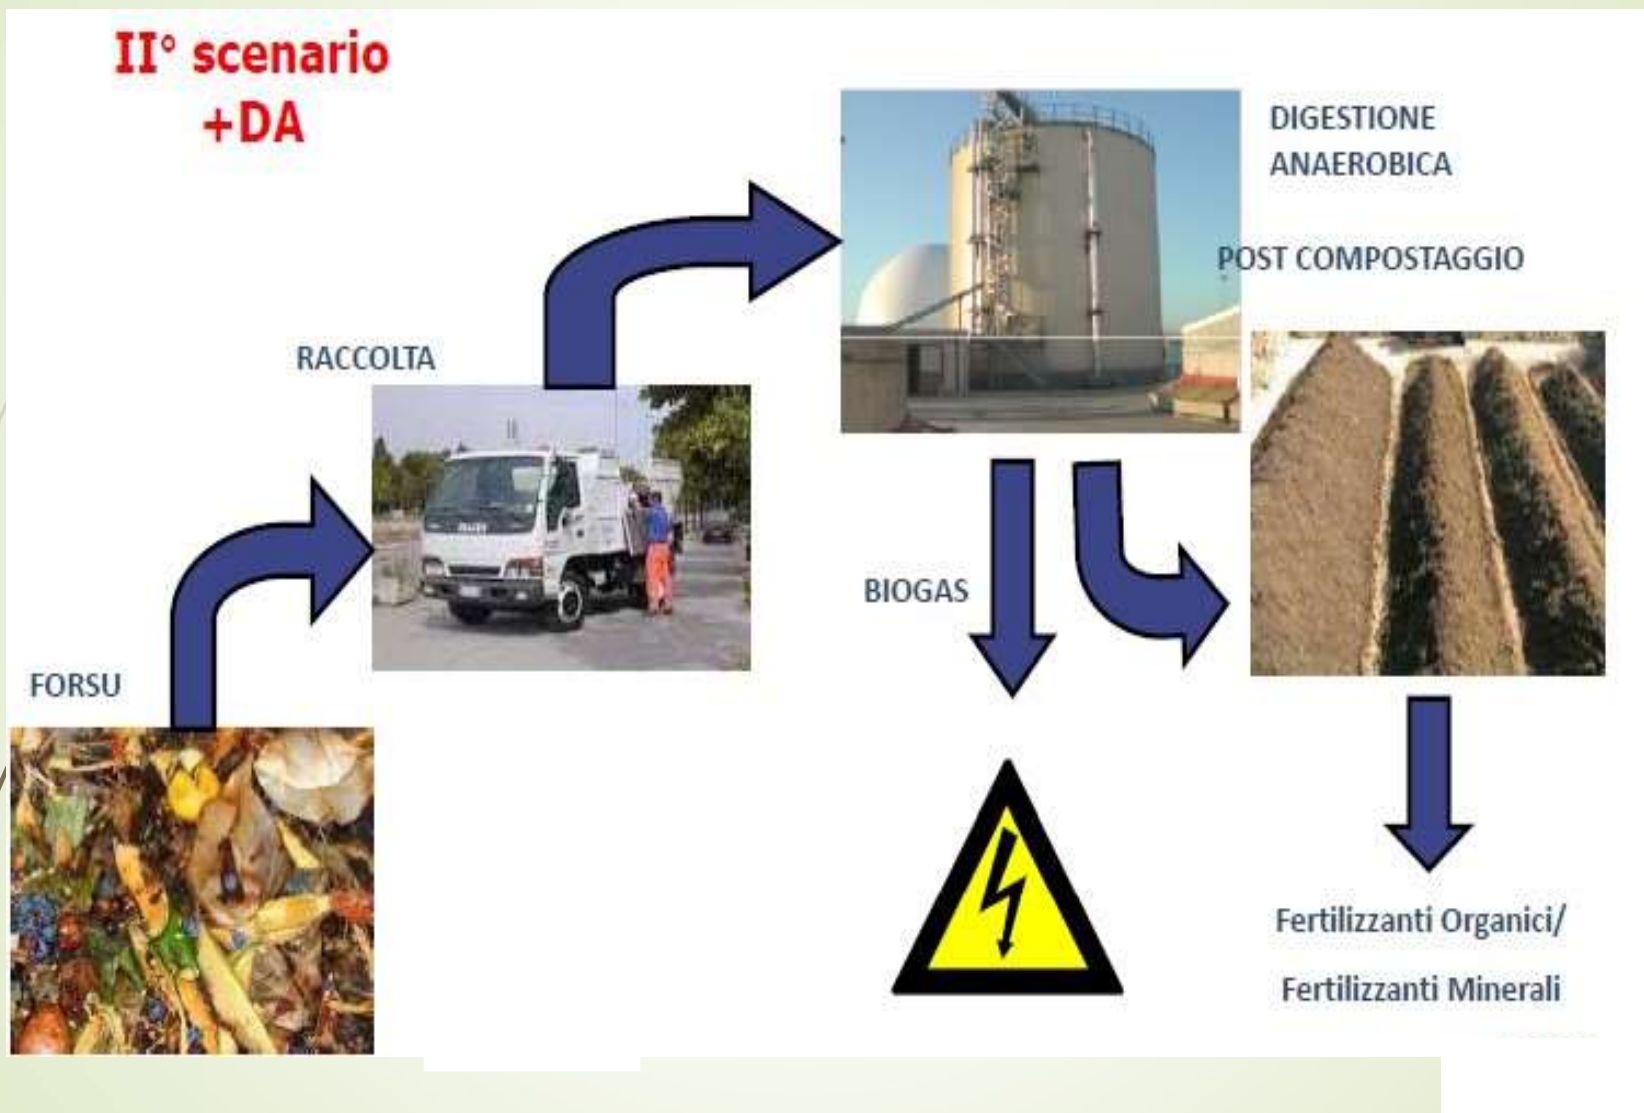 II° scenario
+DA
DIGESTIONE
ANAEROBICA
POST COMPOSTAGGIO
RACCOLTA
BIOGAS
FORSU
Fertilizzanti Organici/
Fertilizzanti Minerali